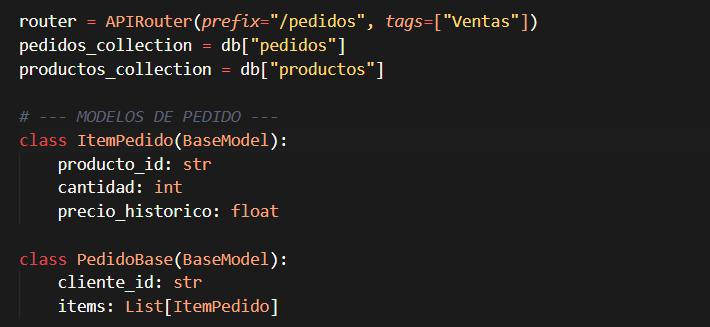 router = APIRouter(prefix="/pedidos", tags=["Ventas"])
pedidos_collection = db["pedidos"]
productos_collection = db["productos"]
# --- MODELOS DE PEDIDO ---
class ItemPedido(BaseModel):
    producto_id: str
    cantidad: int
    precio_historico: float
class PedidoBase(BaseModel):
    cliente_id: str
    items: List[ItemPedido]